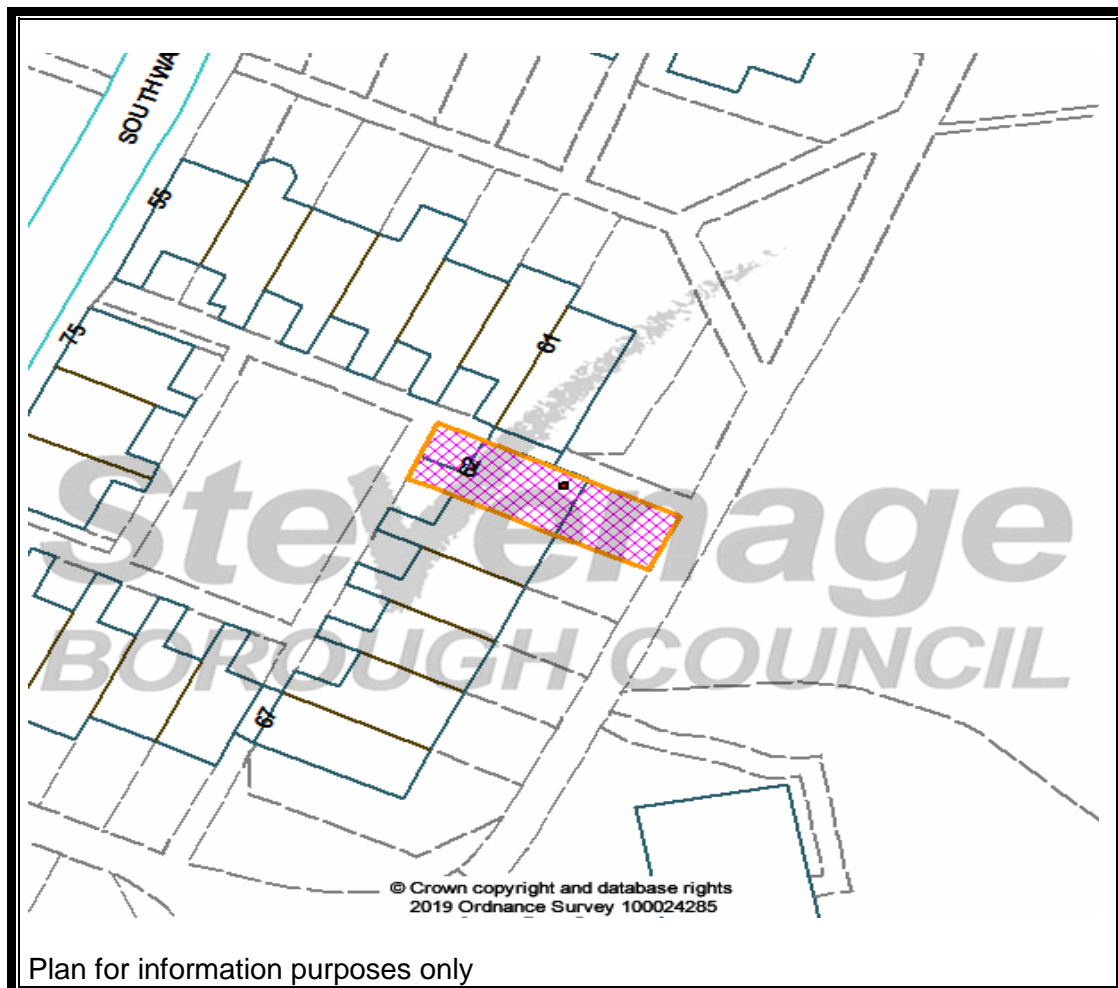 SOUTHWA
55
75
61
62
Stevenage
BOROUGH COUNCIL
67
© Crown copyright and database rights
2019 Ordnance Survey 100024285
Plan for information purposes only